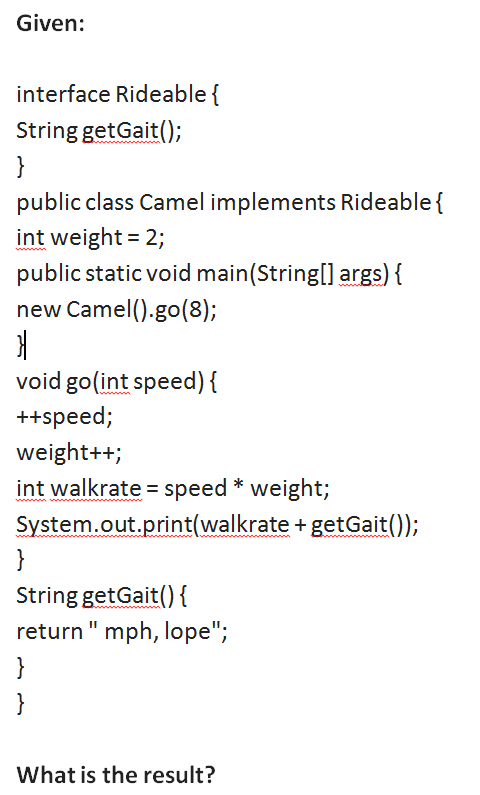 Given:
interface Rideable {
String getGait();
}
public class Camel implements Rideable {
int weight = 2;
public static void main(String[] args) {
new Camel().go(8);
}
void go(int speed) {
++speed;
weight++;
int walkrate = speed * weight;
System.out.print(walkrate + getGait());
}
String getGait() {
return " mph, lope";
}
}
What is the result?